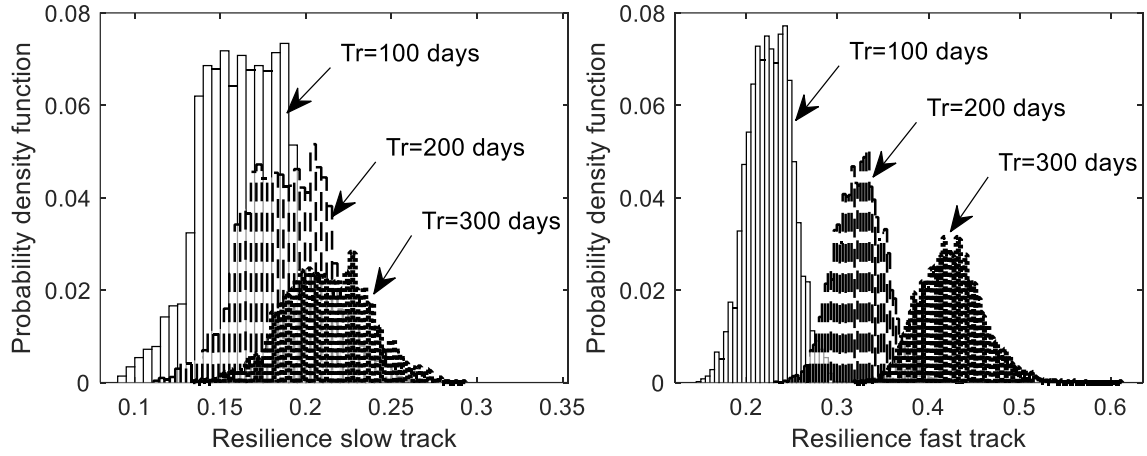 0.08
0.06
0.04
0.02
0
Probability density function
Tr=100 days
Tr=200 days
Tr=300 days
0.1 0.15 0.2 0.25 0.3 0.35
Resilience slow track
0.08
0.06
0.04
0.02
0
Probability density function
Tr=100 days
Tr=200 days
Tr=300 days
0.2 0.3 0.4 0.5 0.6
Resilience fast track